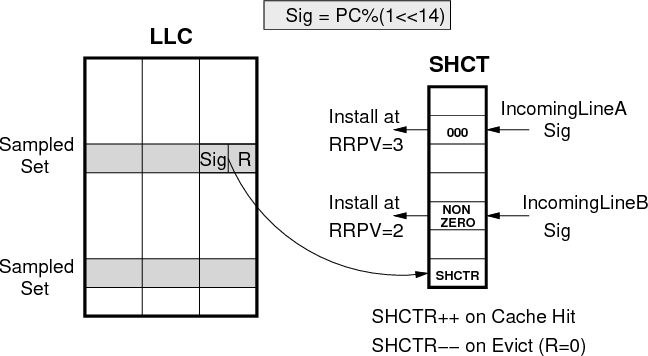 Sig = PC%(1<<14)
LLC
SHCT
Sampled
Set
Sig R
Install at
RRPV=3
000
IncomingLineA
Sig
Install at
RRPV=2
NON
ZERO
IncomingLineB
Sig
Sampled
Set
SHCTR
SHCTR++ on Cache Hit
SHCTR−− on Evict (R=0)